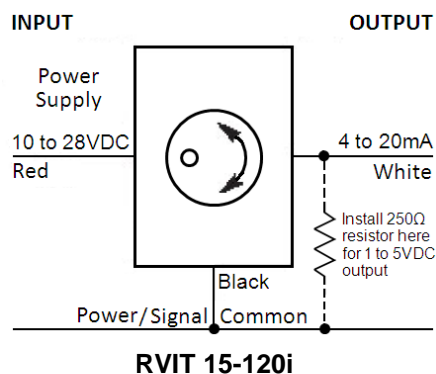 INPUT
OUTPUT
Power
Supply
10 to 28VDC
Red
4 to 20mA
White
Install 250Ω
resistor here
for 1 to 5VDC
output
Black
Power/Signal Common
RVIT 15-120i